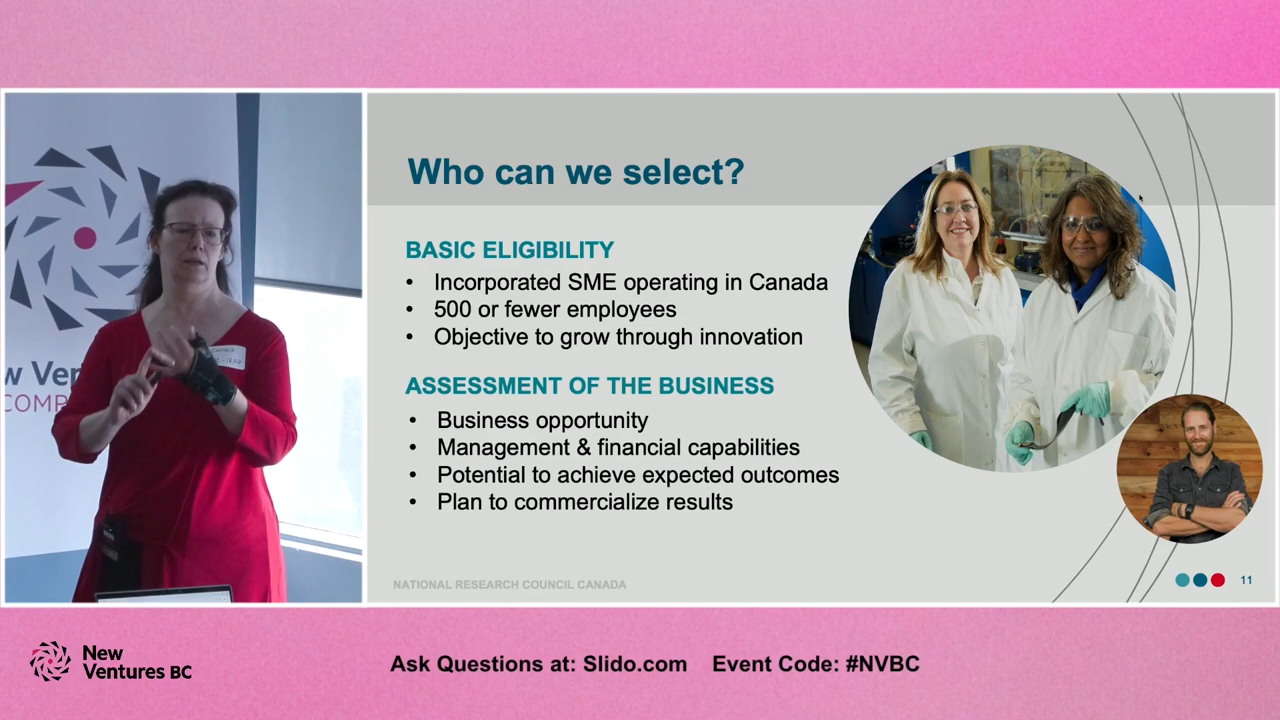 Who can we select?
BASIC ELIGIBILITY
• Incorporated SME operating in Canada
• 500 or fewer employees
• Objective to grow through innovation
ASSESSMENT OF THE BUSINESS
• Business opportunity
• Management & financial capabilities
• Potential to achieve expected outcomes
• Plan to commercialize results
NATIONAL RESEARCH COUNCIL CANADA
11
New
Ventures BC
Ask Questions at: Slido.com Event Code: #NVBC